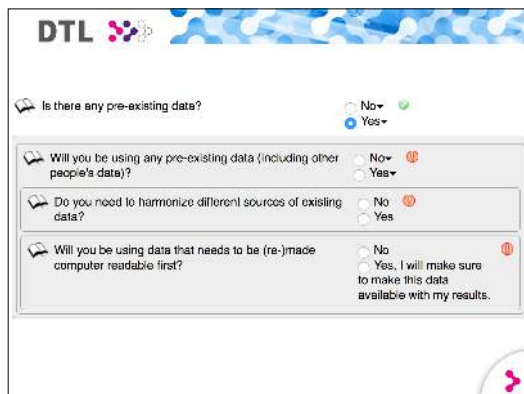 DTL
Is there any pre-existing data?
No
Yes
Will you be using any pre-existing data (including other
people's data)?
No
Yes
Do you need to harmonize different sources of existing
data?
No
Yes
Will you be using data that needs to be (re-)made
computer readable first?
No
Yes, I will make sure
to make this data
available with my results.